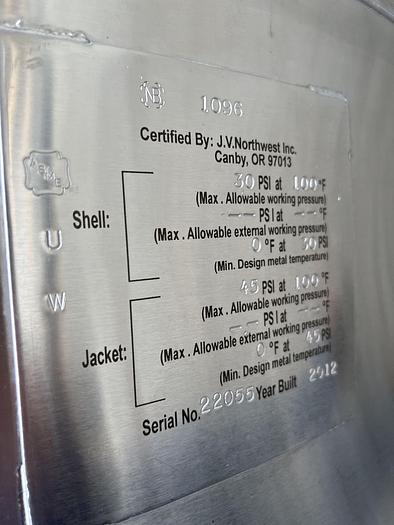 NB 1096
Certified By: J.V.Northwest Inc.
Canby, OR 97013
ASME
U
W
Shell:
30 PSI at 100°F
(Max . Allowable working pressure)
--- PSI at ---°F
(Max . Allowable external working pressure)
0 °F at 30 PSI
(Min. Design metal temperature)
Jacket:
45 PSI at 100°F
(Max . Allowable working pressure)
--- PSI at ---°F
(Max . Allowable external working pressure)
0 °F at 45 PSI
(Min. Design metal temperature)
Serial No. 22055 Year Built 2012